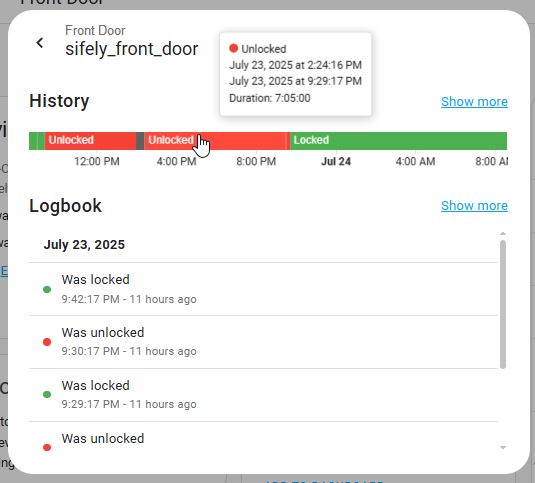 Front Door
sifely_front_door
Unlocked
July 23, 2025 at 2:24:16 PM
July 23, 2025 at 9:29:17 PM
Duration: 7:05:00
History
Show more
Unlocked
Unlocked
Locked
12:00 PM
4:00 PM
8:00 PM
Jul 24
4:00 AM
8:00 AM
Logbook
Show more
July 23, 2025
Was locked
9:42:17 PM - 11 hours ago
Was unlocked
9:30:17 PM - 11 hours ago
Was locked
9:29:17 PM - 11 hours ago
Was unlocked